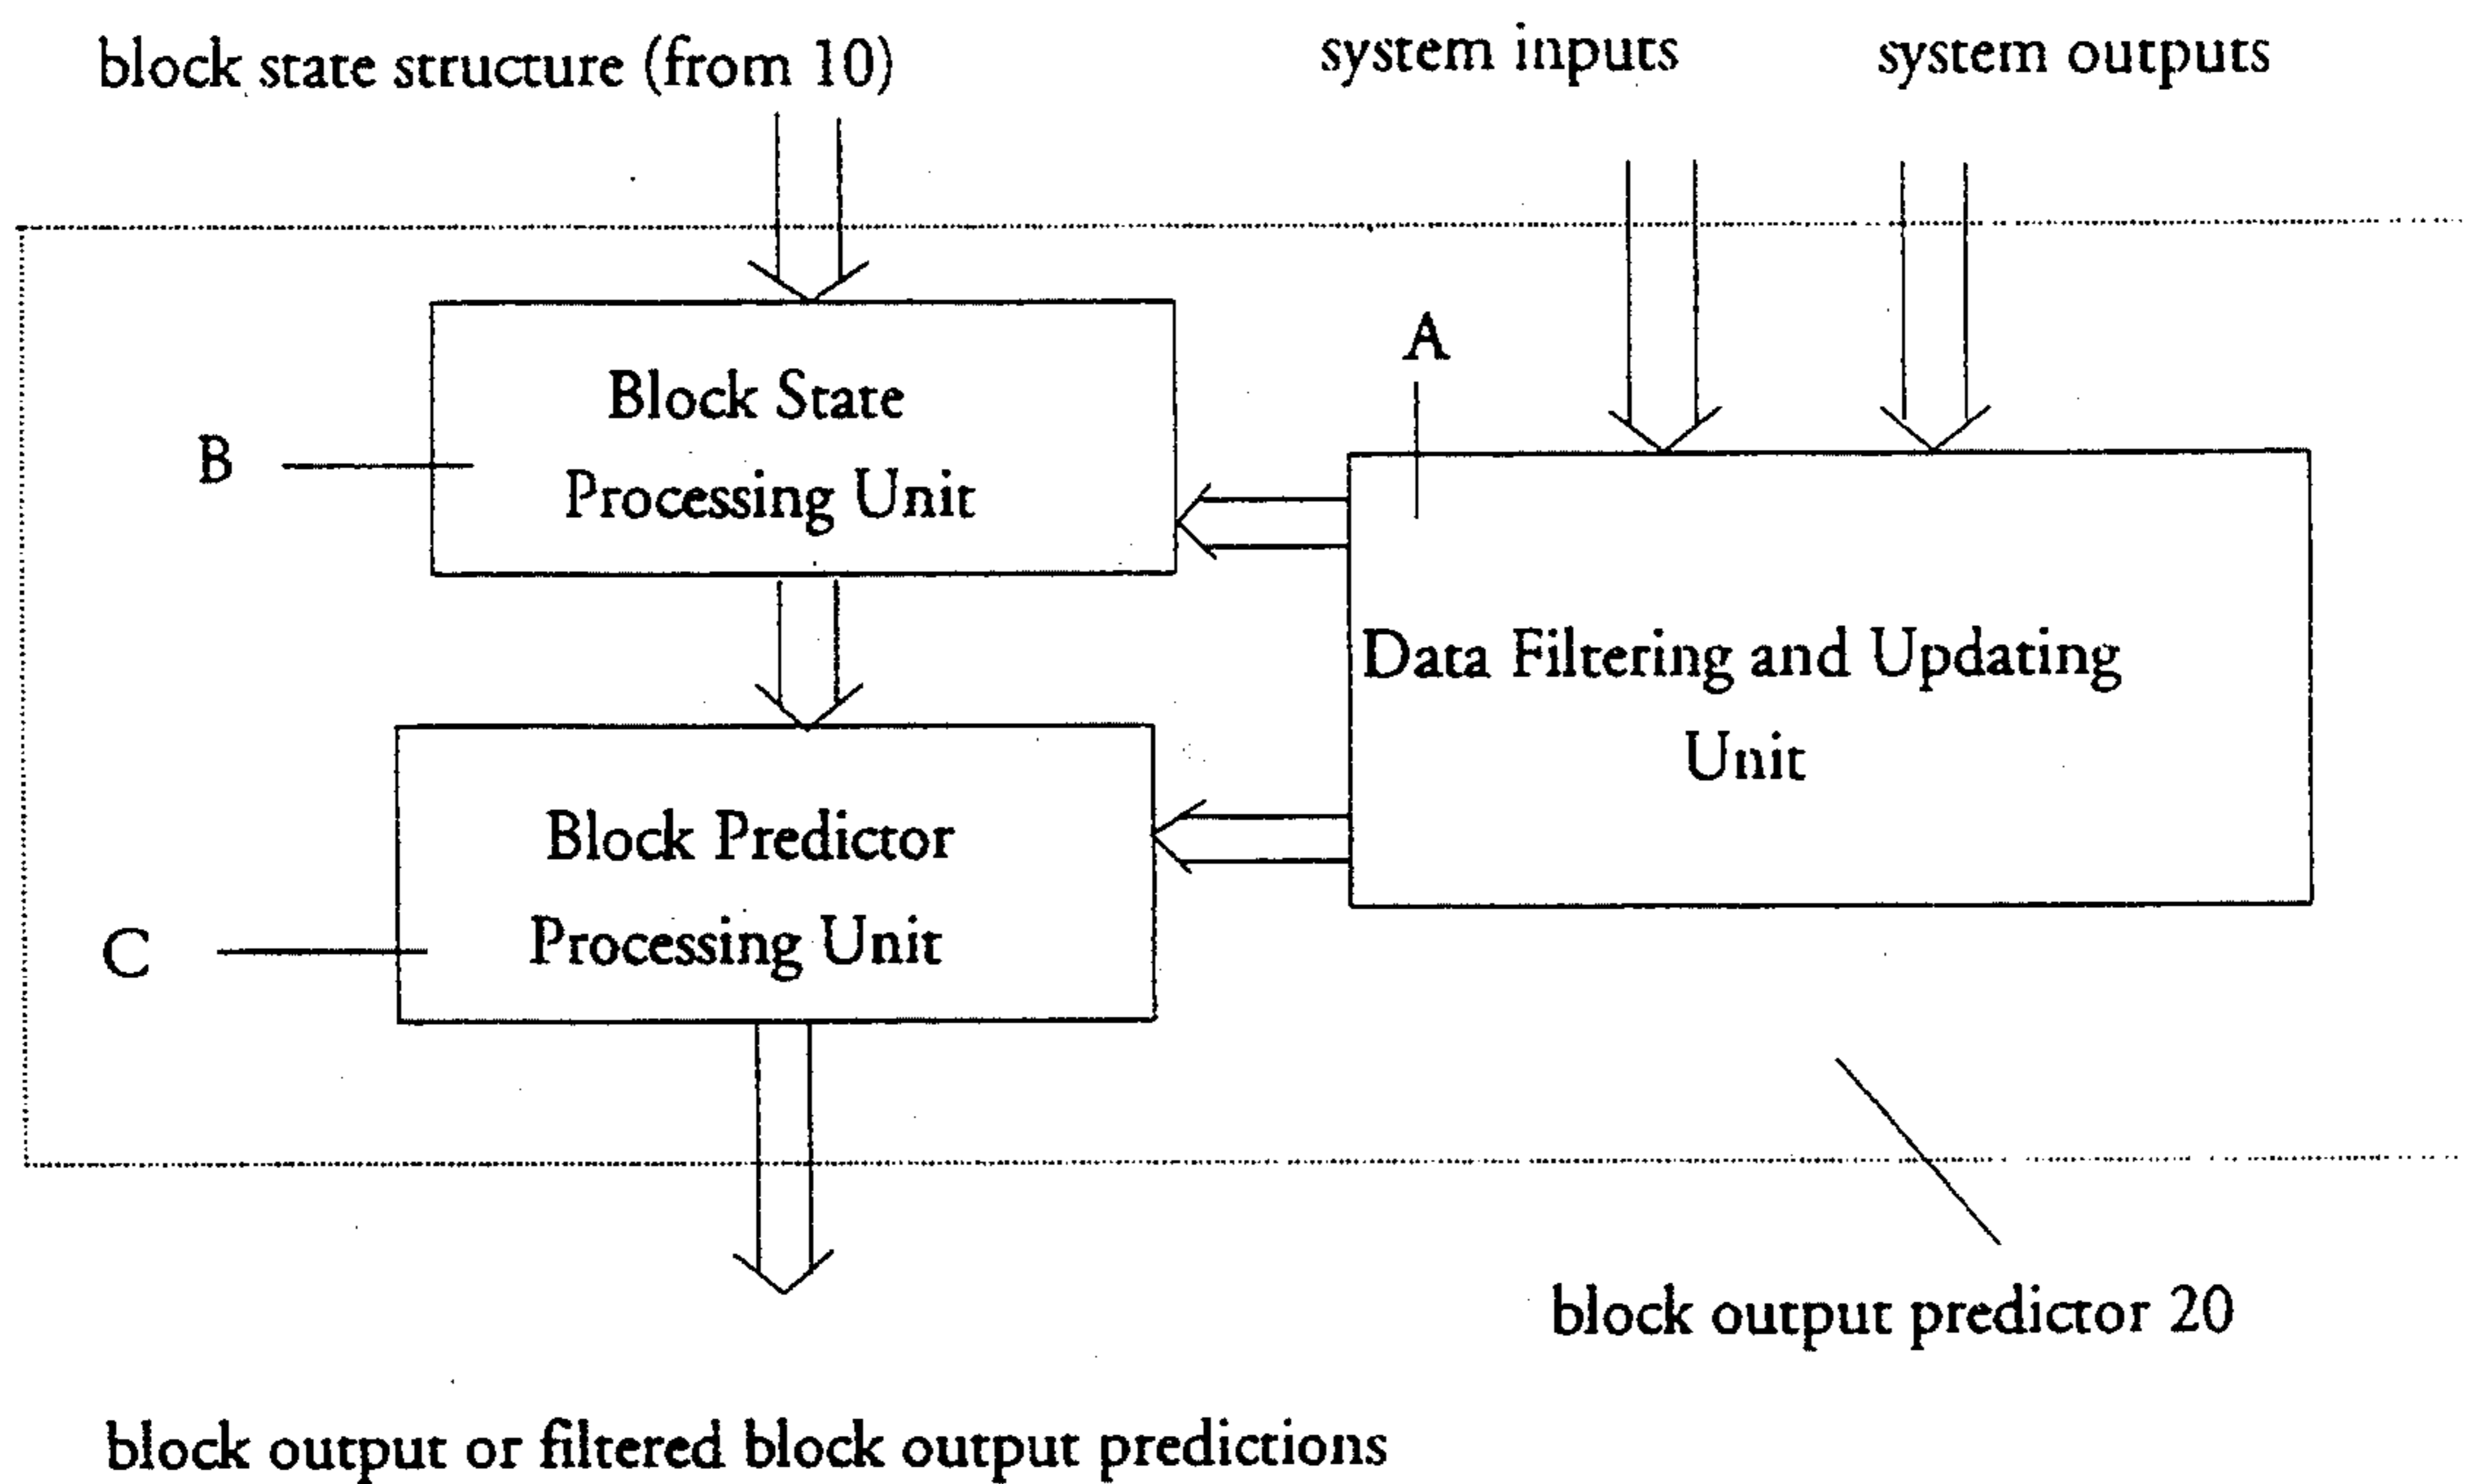 block state structure (from 10)
system inputs
system outputs
A
Block State
Processing Unit
B
Data Filtering and Updating
Unit
Block Predictor
Processing Unit
C
block output predictor 20
block output or filtered block output predictions